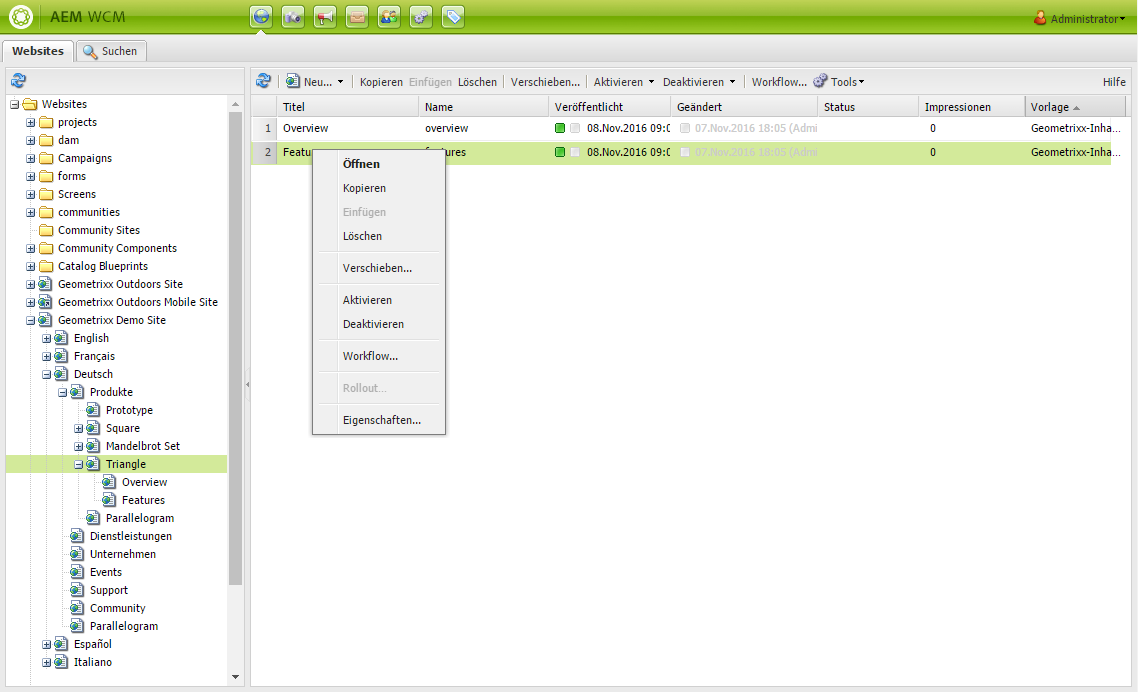 AEM WCM
Administrator
Websites Suchen
Neu... Kopieren Einfügen Löschen Verschieben... Aktivieren Deaktivieren Workflow... Tools Hilfe
Titel Name Veröffentlicht Geändert Status Impressionen Vorlage
1 Overview overview 08.Nov.2016 09:0 07.Nov.2016 18:05 (Admi 0 Geometrixx-Inha...
2 Featu tures 08.Nov.2016 09:0 07.Nov.2016 18:05 (Admi 0 Geometrixx-Inha...
Öffnen
Kopieren
Einfügen
Löschen
Verschieben...
Aktivieren
Deaktivieren
Workflow...
Rollout...
Eigenschaften...
Websites
projects
dam
Campaigns
forms
Screens
communities
Community Sites
Community Components
Catalog Blueprints
Geometrixx Outdoors Site
Geometrixx Outdoors Mobile Site
Geometrixx Demo Site
English
Français
Deutsch
Produkte
Prototype
Square
Mandelbrot Set
Triangle
Overview
Features
Parallelogram
Dienstleistungen
Unternehmen
Events
Support
Community
Parallelogram
Español
Italiano